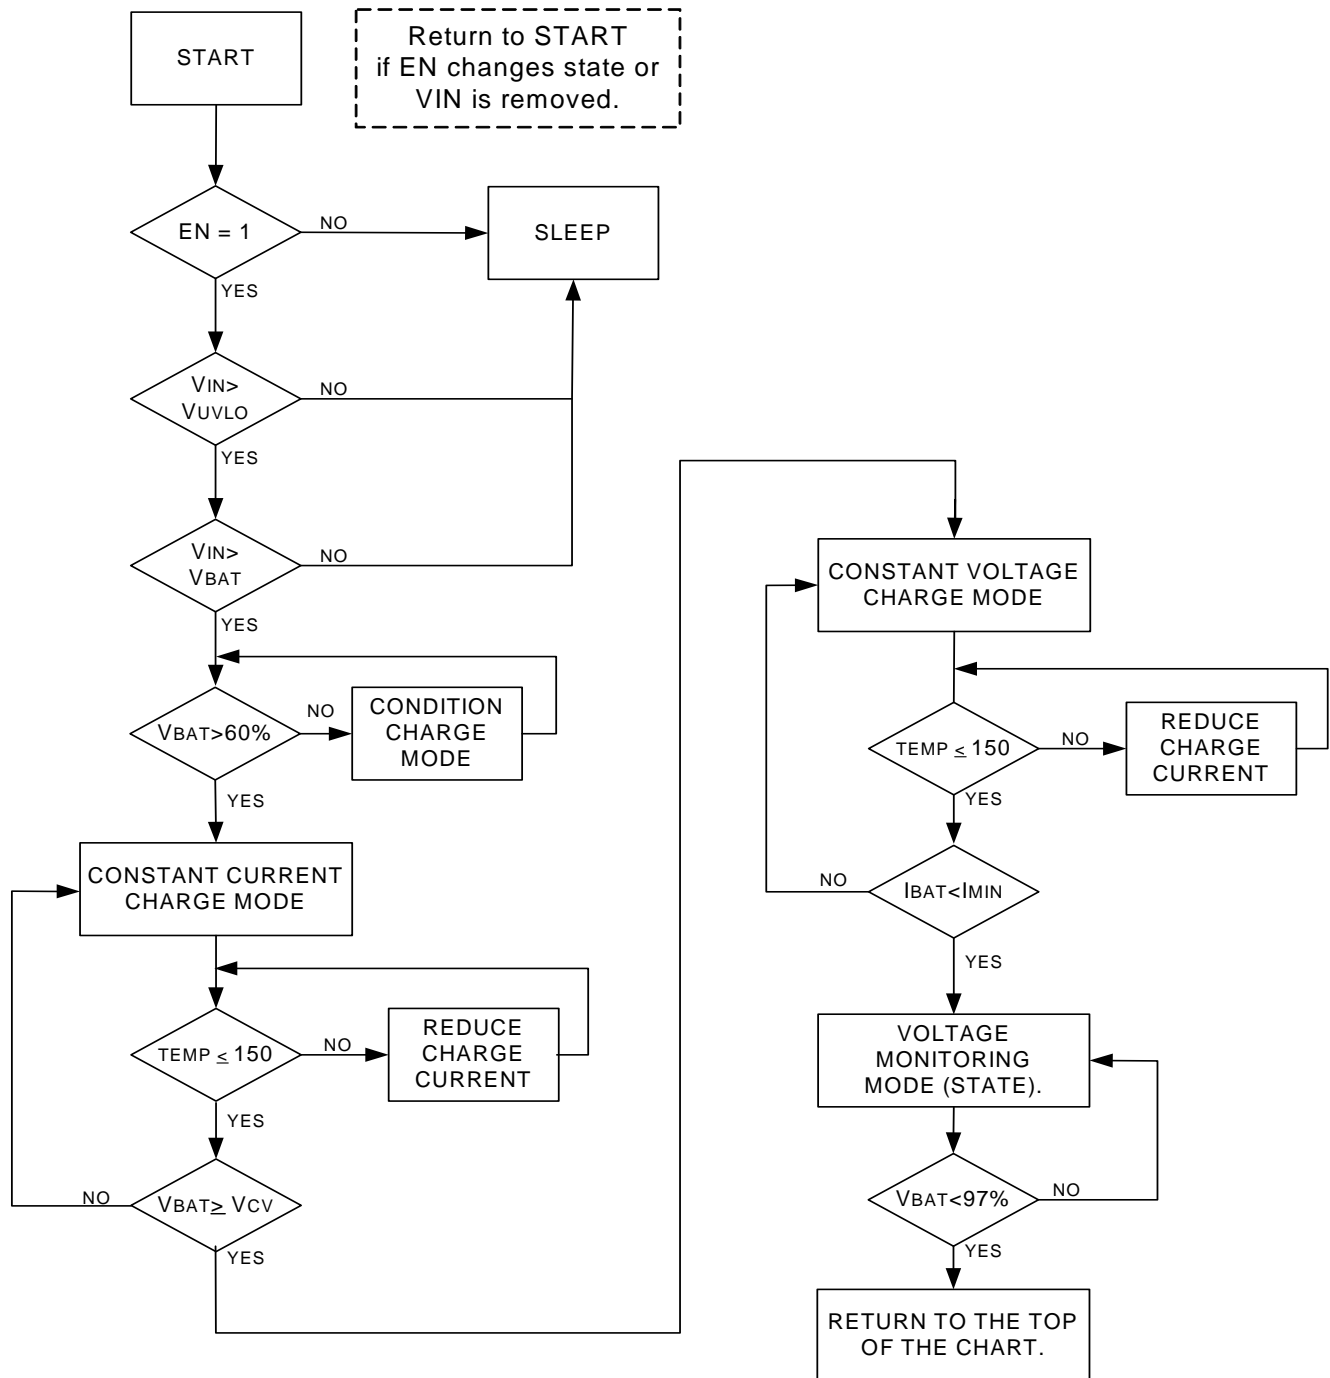 START
Return to START
if EN changes state or
VIN is removed.
EN = 1
NO
SLEEP
YES
VIN>
VUVLO
NO
YES
VIN>
VBAT
NO
YES
VBAT>60%
NO
CONDITION
CHARGE
MODE
YES
CONSTANT CURRENT
CHARGE MODE
TEMP ≤ 150
NO
REDUCE
CHARGE
CURRENT
YES
VBAT≥ VCV
NO
YES
CONSTANT VOLTAGE
CHARGE MODE
TEMP ≤ 150
NO
REDUCE
CHARGE
CURRENT
YES
IBAT<IMIN
NO
YES
VOLTAGE
MONITORING
MODE (STATE).
VBAT<97%
NO
YES
RETURN TO THE TOP
OF THE CHART.